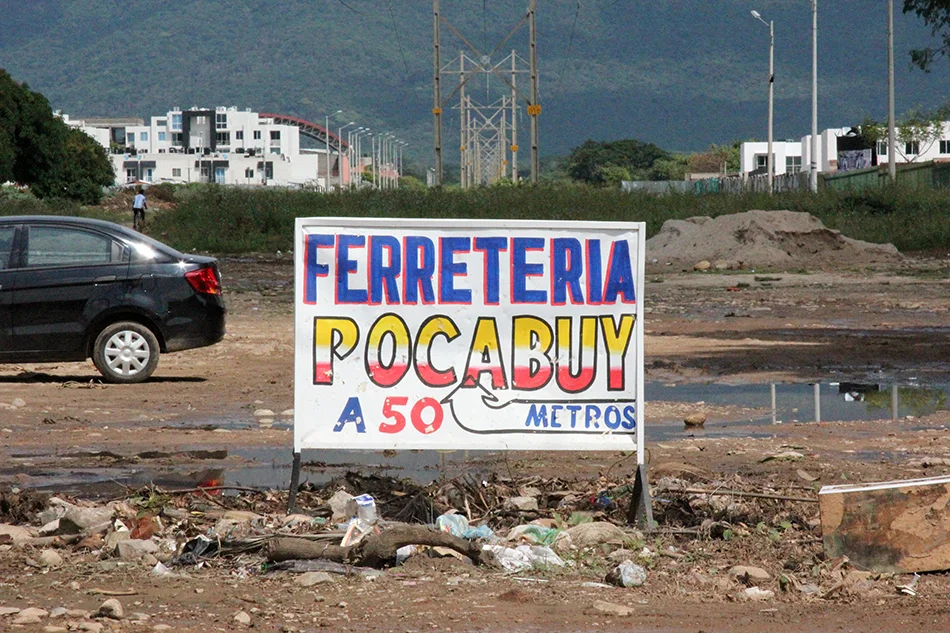 FERRETERIA
POCABUY
A 50 METROS